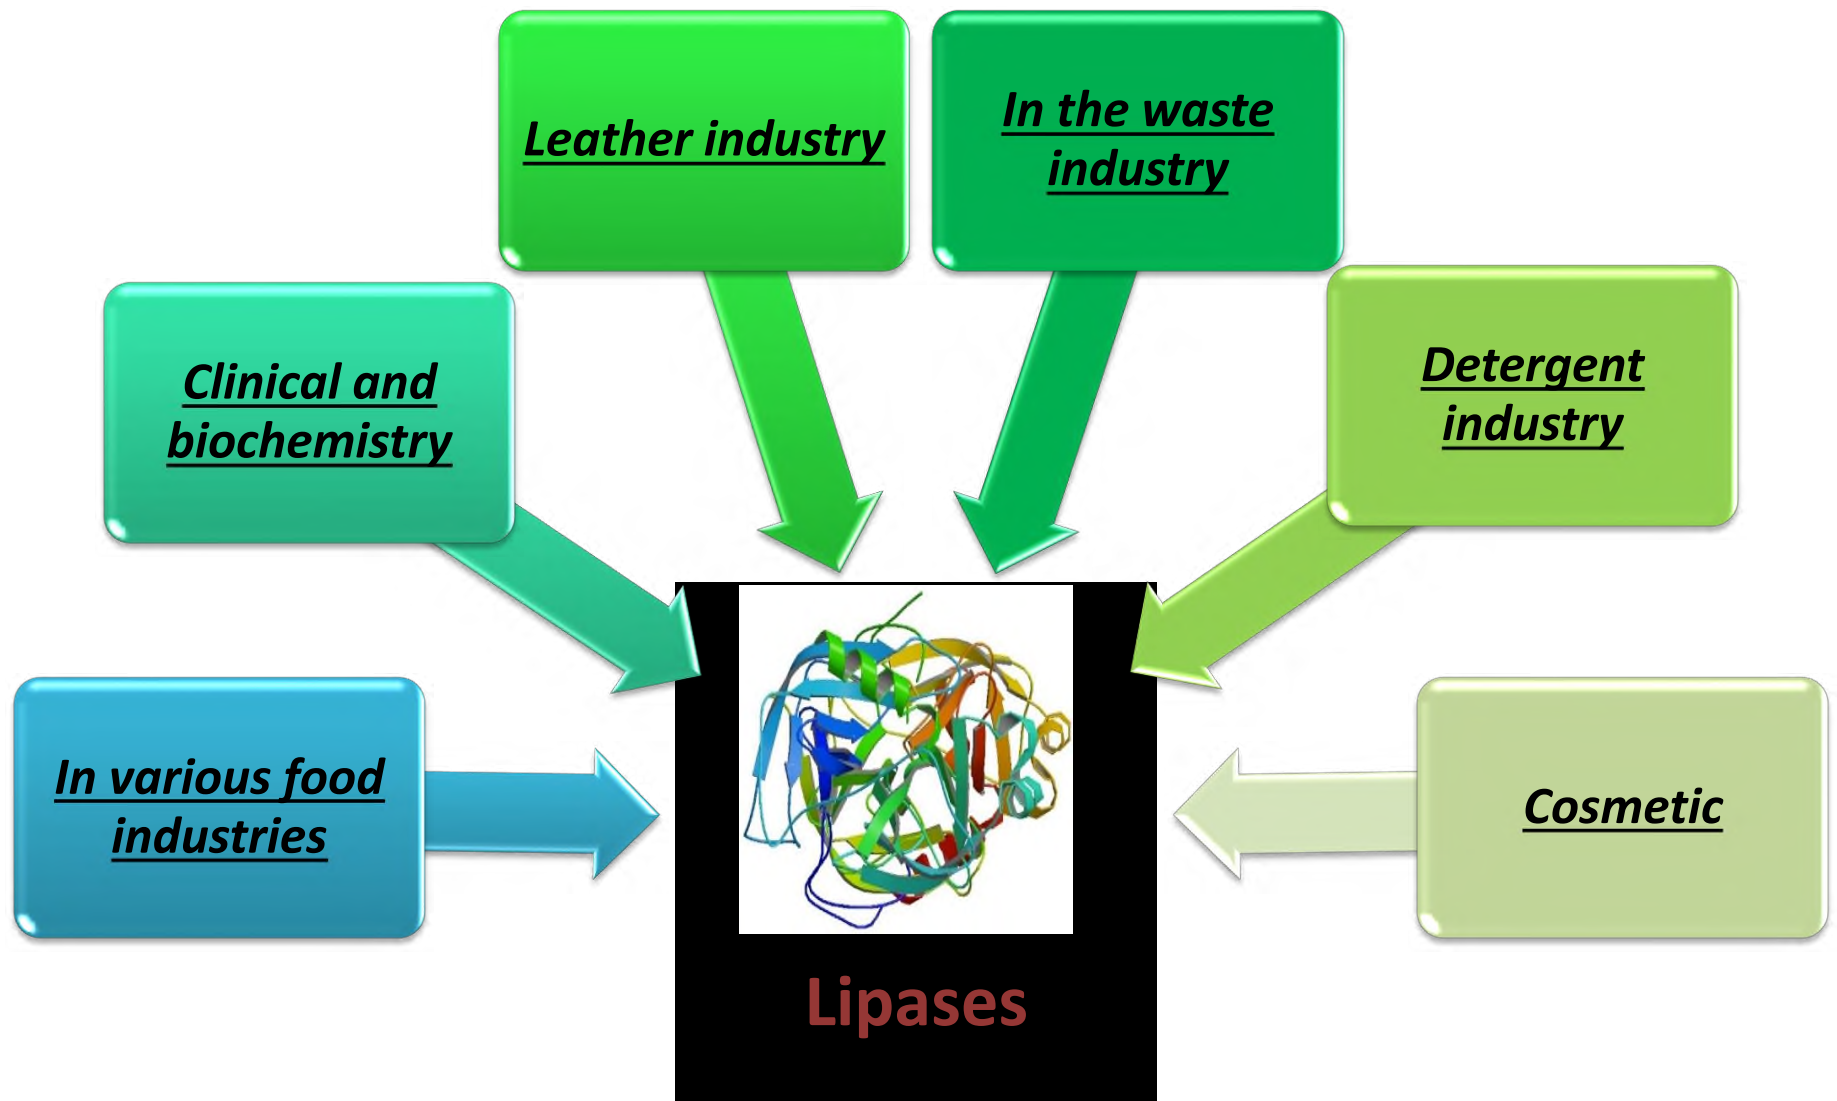 Leather industry
In the waste
industry
Clinical and
biochemistry
Detergent
industry
In various food
industries
Cosmetic
Lipases